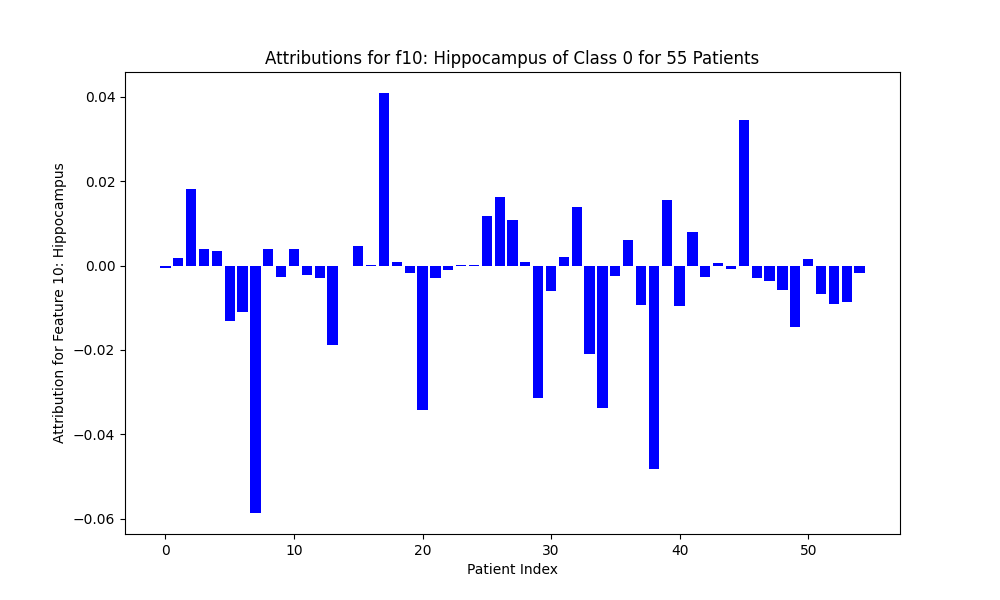 Attributions for f10: Hippocampus of Class 0 for 55 Patients
Attribution for Feature 10: Hippocampus
0.04
0.02
0.00
−0.02
−0.04
−0.06
0 10 20 30 40 50
Patient Index